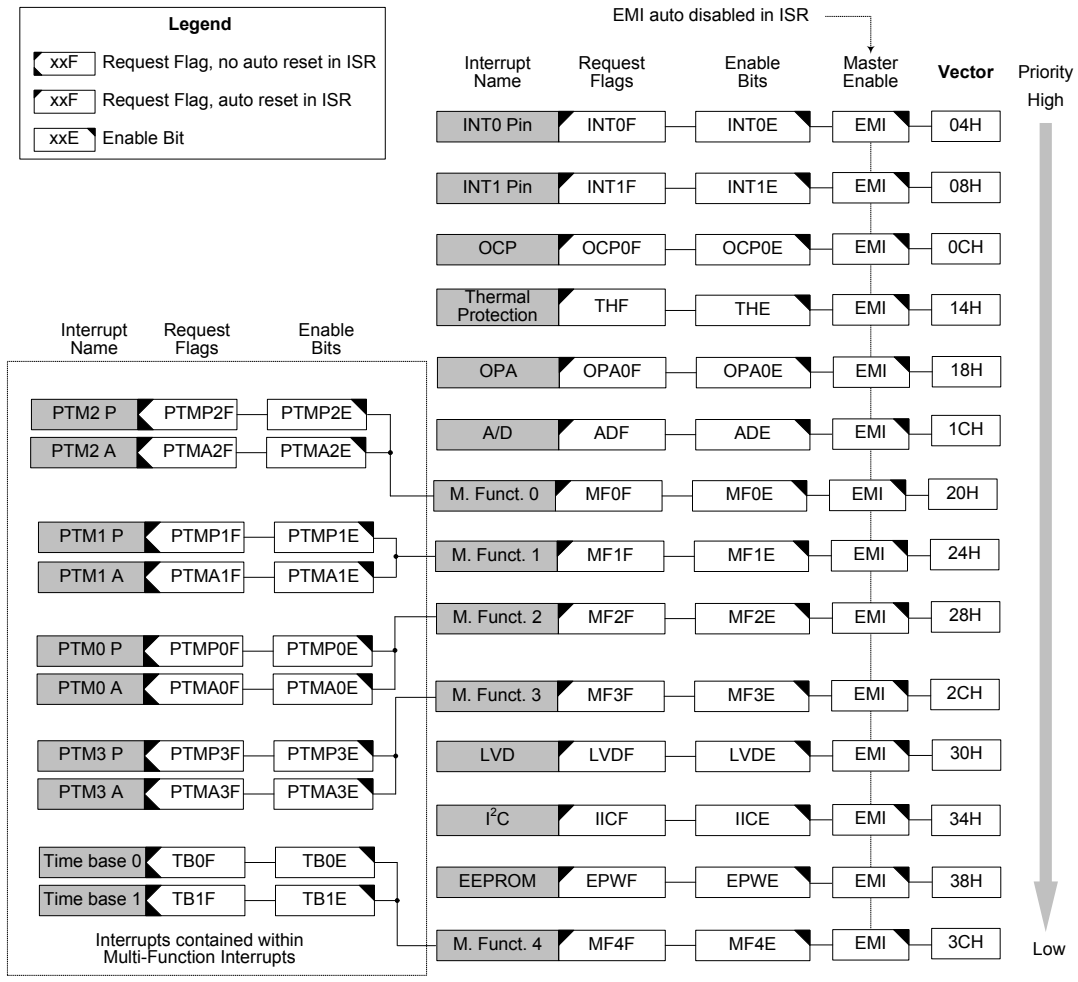 EMI auto disabled in ISR
Legend
xxF Request Flag, no auto reset in ISR
xxF Request Flag, auto reset in ISR
xxE Enable Bit
Interrupt Name Request Flags Enable Bits Master Enable Vector Priority
High
INT0 Pin INT0F INT0E EMI 04H
INT1 Pin INT1F INT1E EMI 08H
OCP OCP0F OCP0E EMI 0CH
Thermal Protection THF THE EMI 14H
OPA OPA0F OPA0E EMI 18H
A/D ADF ADE EMI 1CH
M. Funct. 0 MF0F MF0E EMI 20H
M. Funct. 1 MF1F MF1E EMI 24H
M. Funct. 2 MF2F MF2E EMI 28H
M. Funct. 3 MF3F MF3E EMI 2CH
LVD LVDF LVDE EMI 30H
I²C IICF IICE EMI 34H
EEPROM EPWF EPWE EMI 38H
M. Funct. 4 MF4F MF4E EMI 3CH
Low
Interrupt Name Request Flags Enable Bits
PTM2 P PTMP2F PTMP2E
PTM2 A PTMA2F PTMA2E
PTM1 P PTMP1F PTMP1E
PTM1 A PTMA1F PTMA1E
PTM0 P PTMP0F PTMP0E
PTM0 A PTMA0F PTMA0E
PTM3 P PTMP3F PTMP3E
PTM3 A PTMA3F PTMA3E
Time base 0 TB0F TB0E
Time base 1 TB1F TB1E
Interrupts contained within
Multi-Function Interrupts